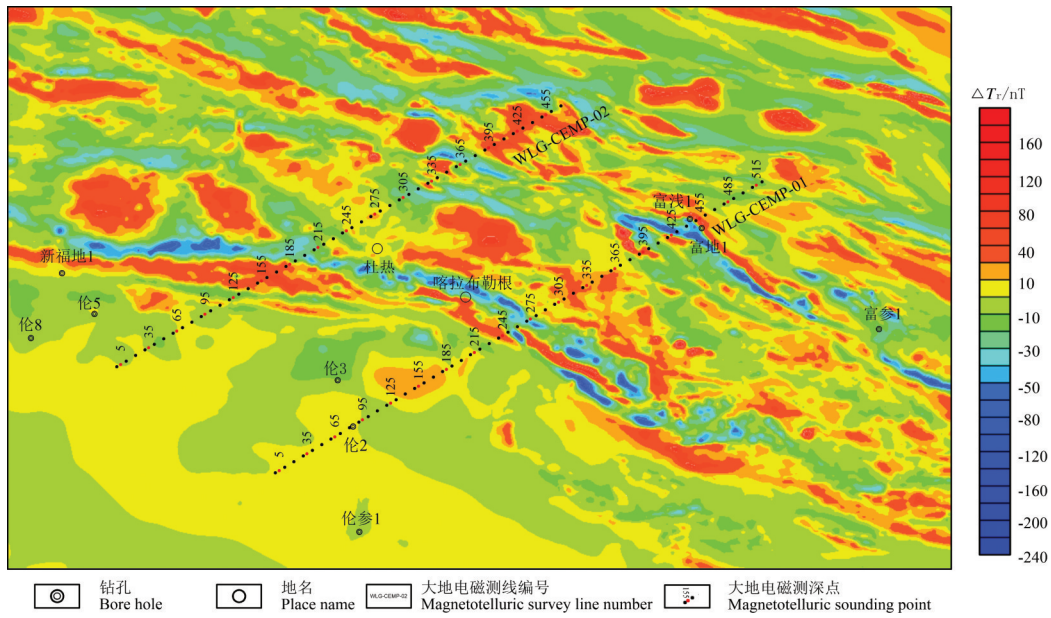 ΔTr/nT
160
120
80
40
10
-10
-30
-50
-80
-120
-160
-200
-240
5
35
65
95
125
155
185
215
245
275
305
335
365
395
425
455
WLG-CEMP-02
5
35
65
95
125
155
185
215
245
275
305
335
365
395
425
455
485
515
WLG-CEMP-01
富浅1
富地1
新福地1
杜热
喀拉布勒根
伦5
富参1
伦8
伦3
伦2
伦参1
钻孔
Bore hole
地名
Place name
WLG-CEMP-02
大地电磁测线编号
Magnetotelluric survey line number
155
大地电磁测深点
Magnetotelluric sounding point